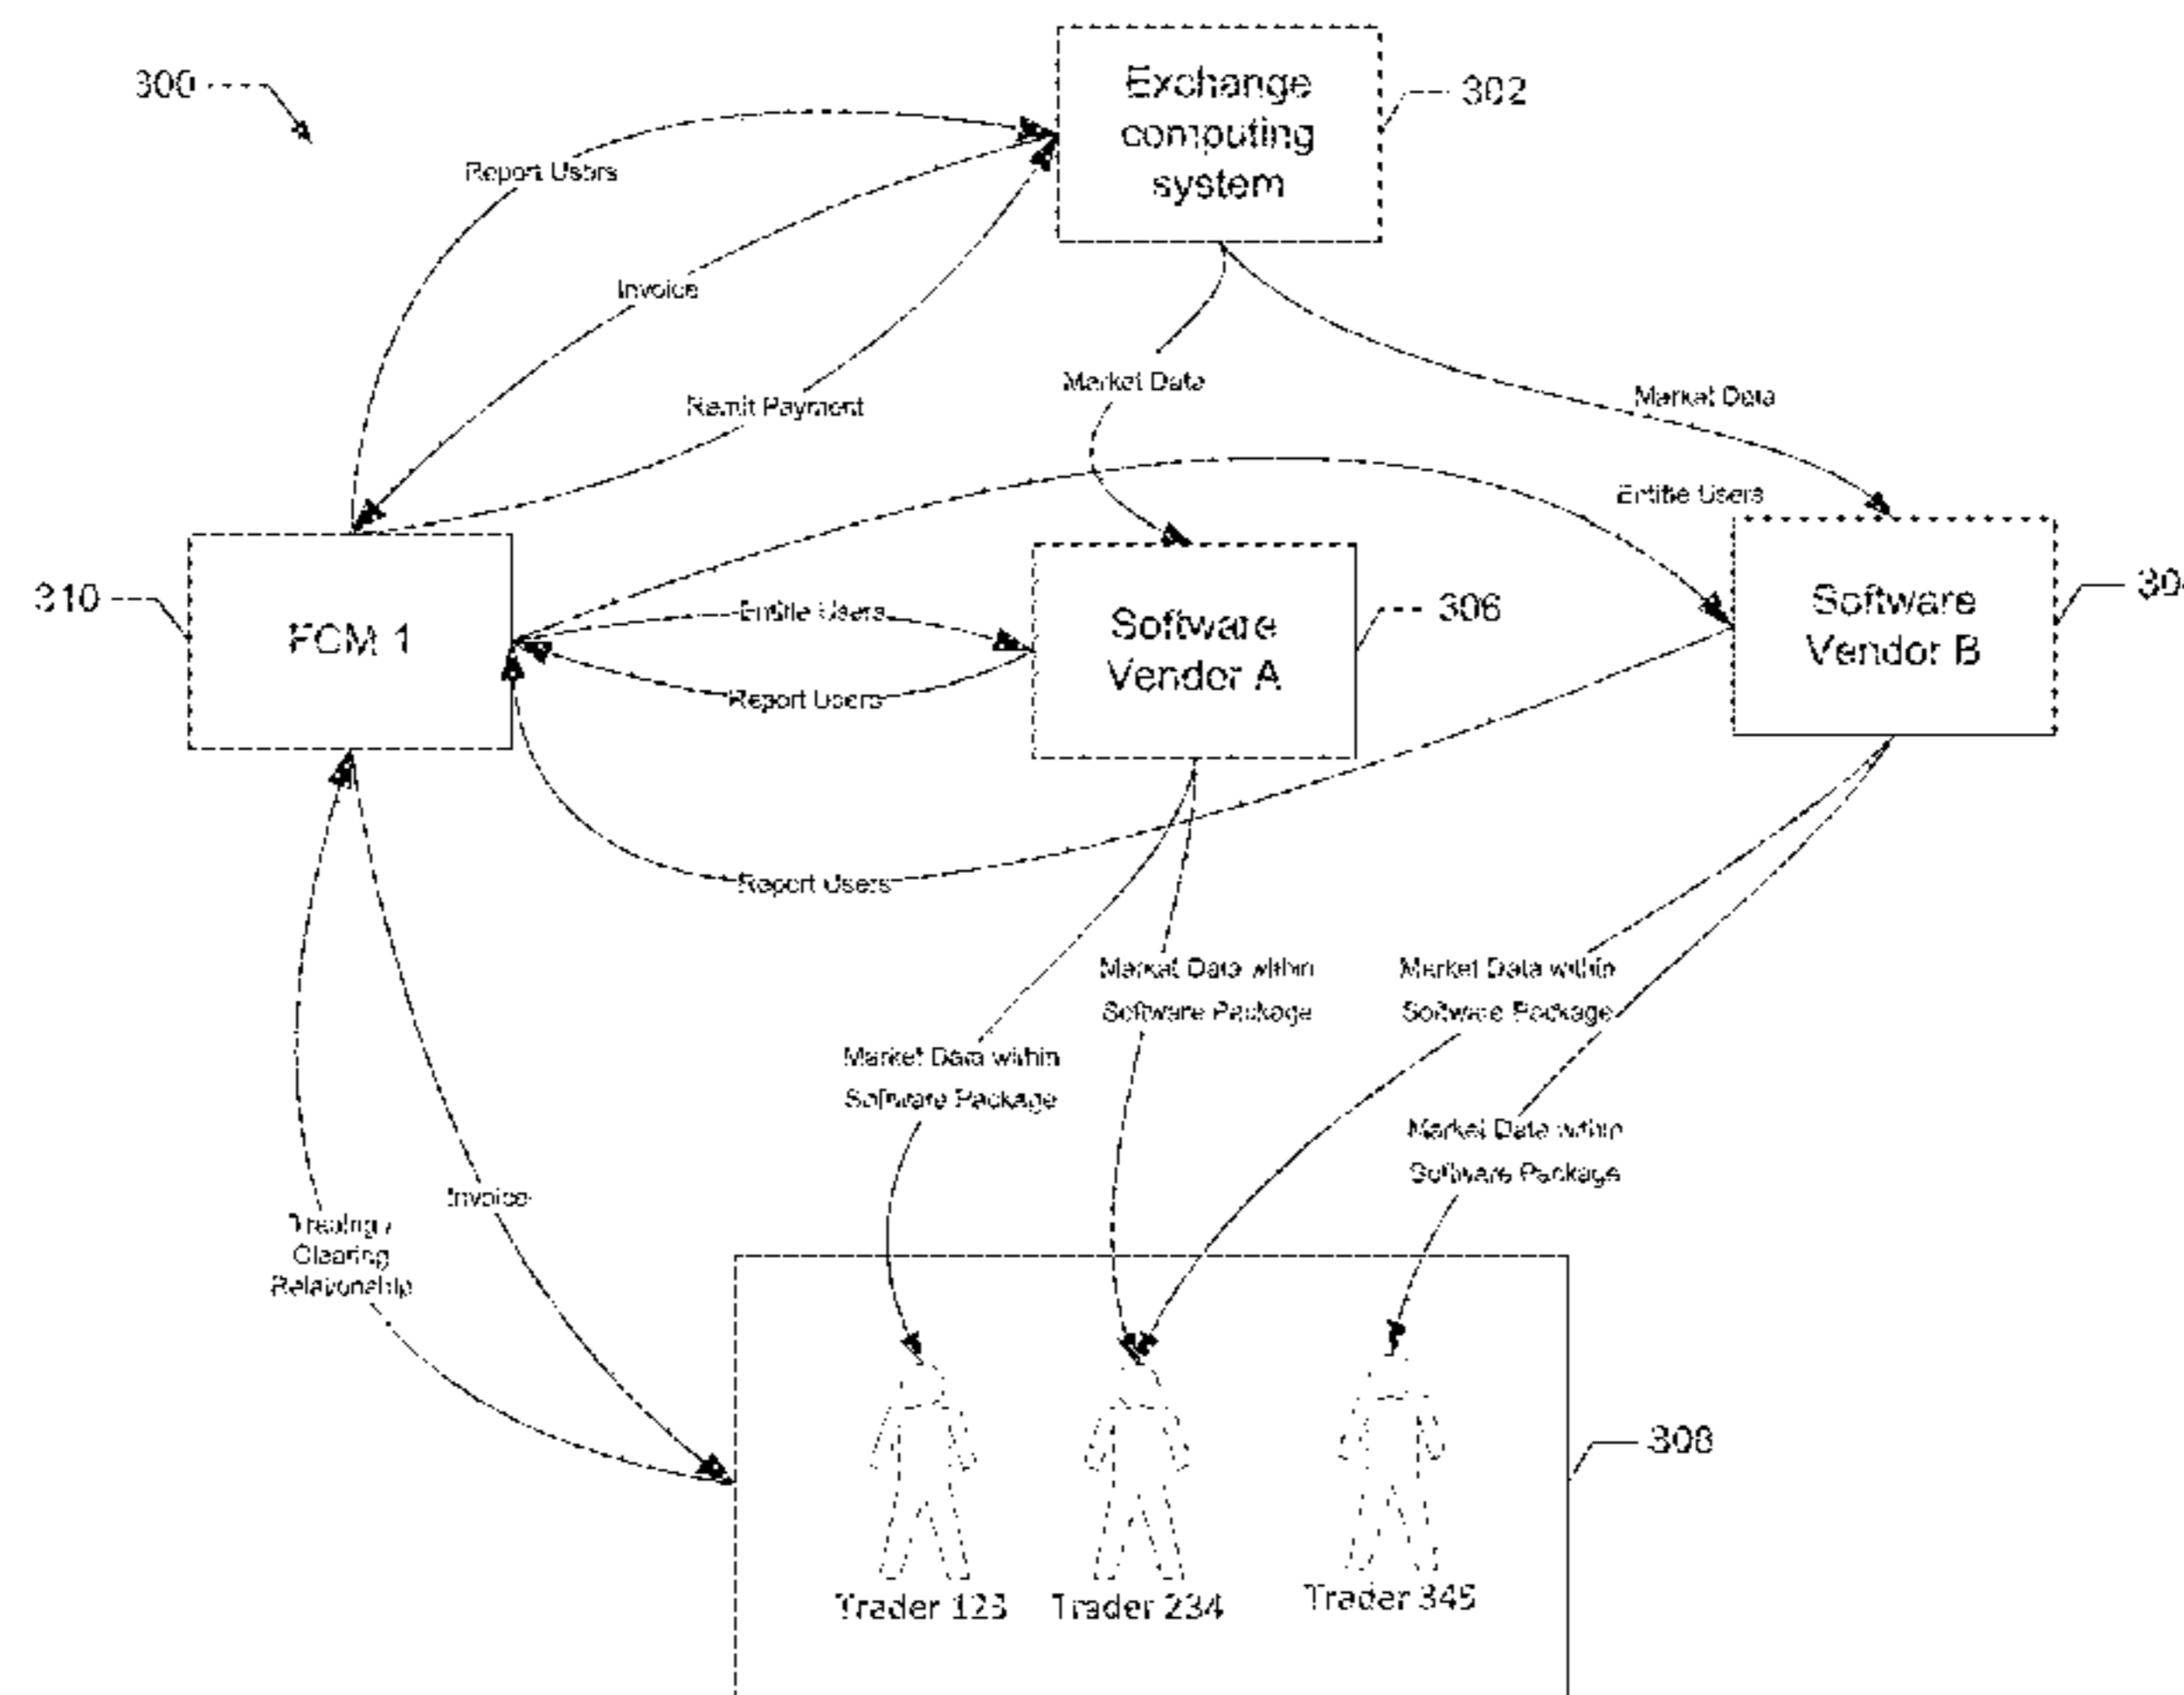 300
Exchange
computing
system
302
Report Users
Invoice
Remit Payment
Market Data
Market Data
Entitle Users
310
FCM 1
Entitle Users
Report Users
Software
Vendor A
306
Software
Vendor B
Report Users
Market Data within
Software Package
Market Data within
Software Package
Market Data within
Software Package
Market Data within
Software Package
Invoice
Trading /
Clearing
Relationship
308
Trader 123
Trader 234
Trader 345